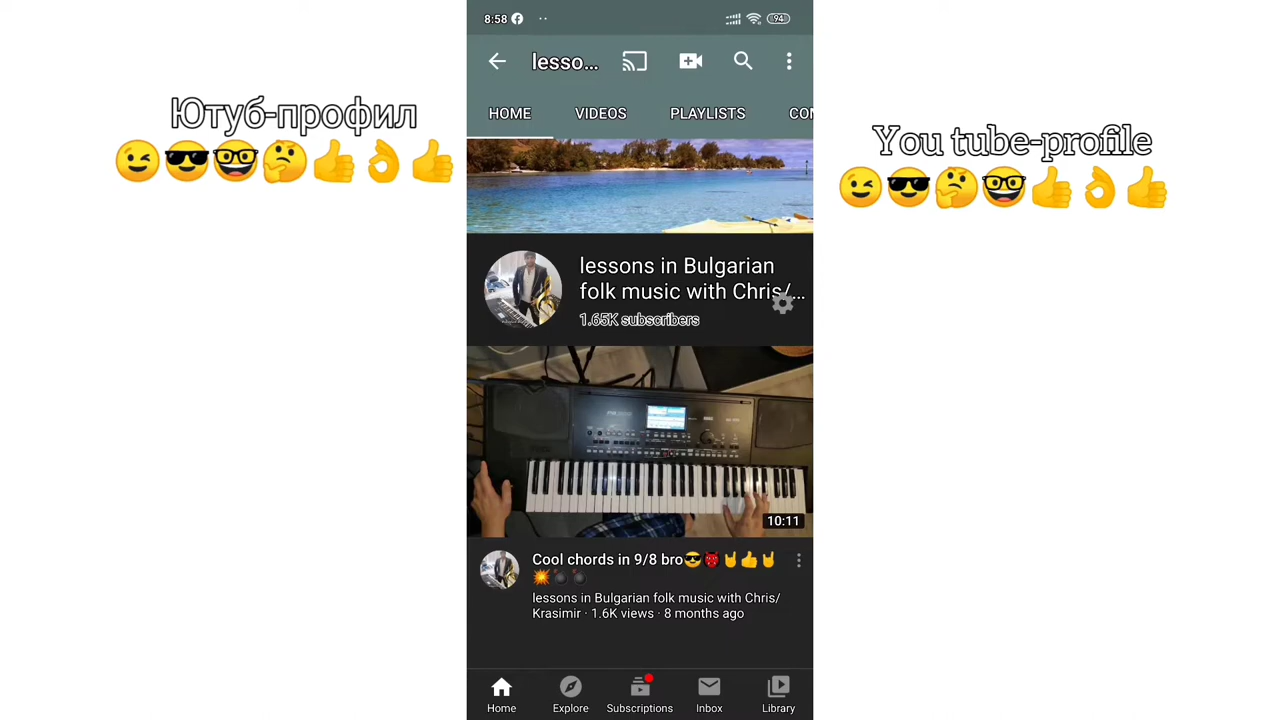 8:58
94
lesso...
HOME VIDEOS PLAYLISTS CON
Ютуб-профил
😉😎🤓🤔👍👌👍
You tube-profile
😉😎🤔🤓👍👌👍
lessons in Bulgarian
folk music with Chris/...
1.65K subscribers
10:11
Cool chords in 9/8 bro😎👹🤘👍🤘
💥💣💣
lessons in Bulgarian folk music with Chris/
Krasimir · 1.6K views · 8 months ago
Home Explore Subscriptions Inbox Library